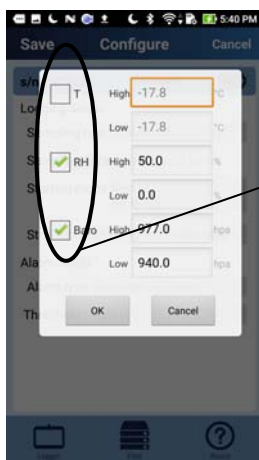 5:40 PM
Save Configure Cancel
s/n
T High -17.8 °C
Low -17.8 °C
RH High 50.0 %
Low 0.0 %
Baro High 977.0 hpa
Low 940.0 hpa
OK Cancel